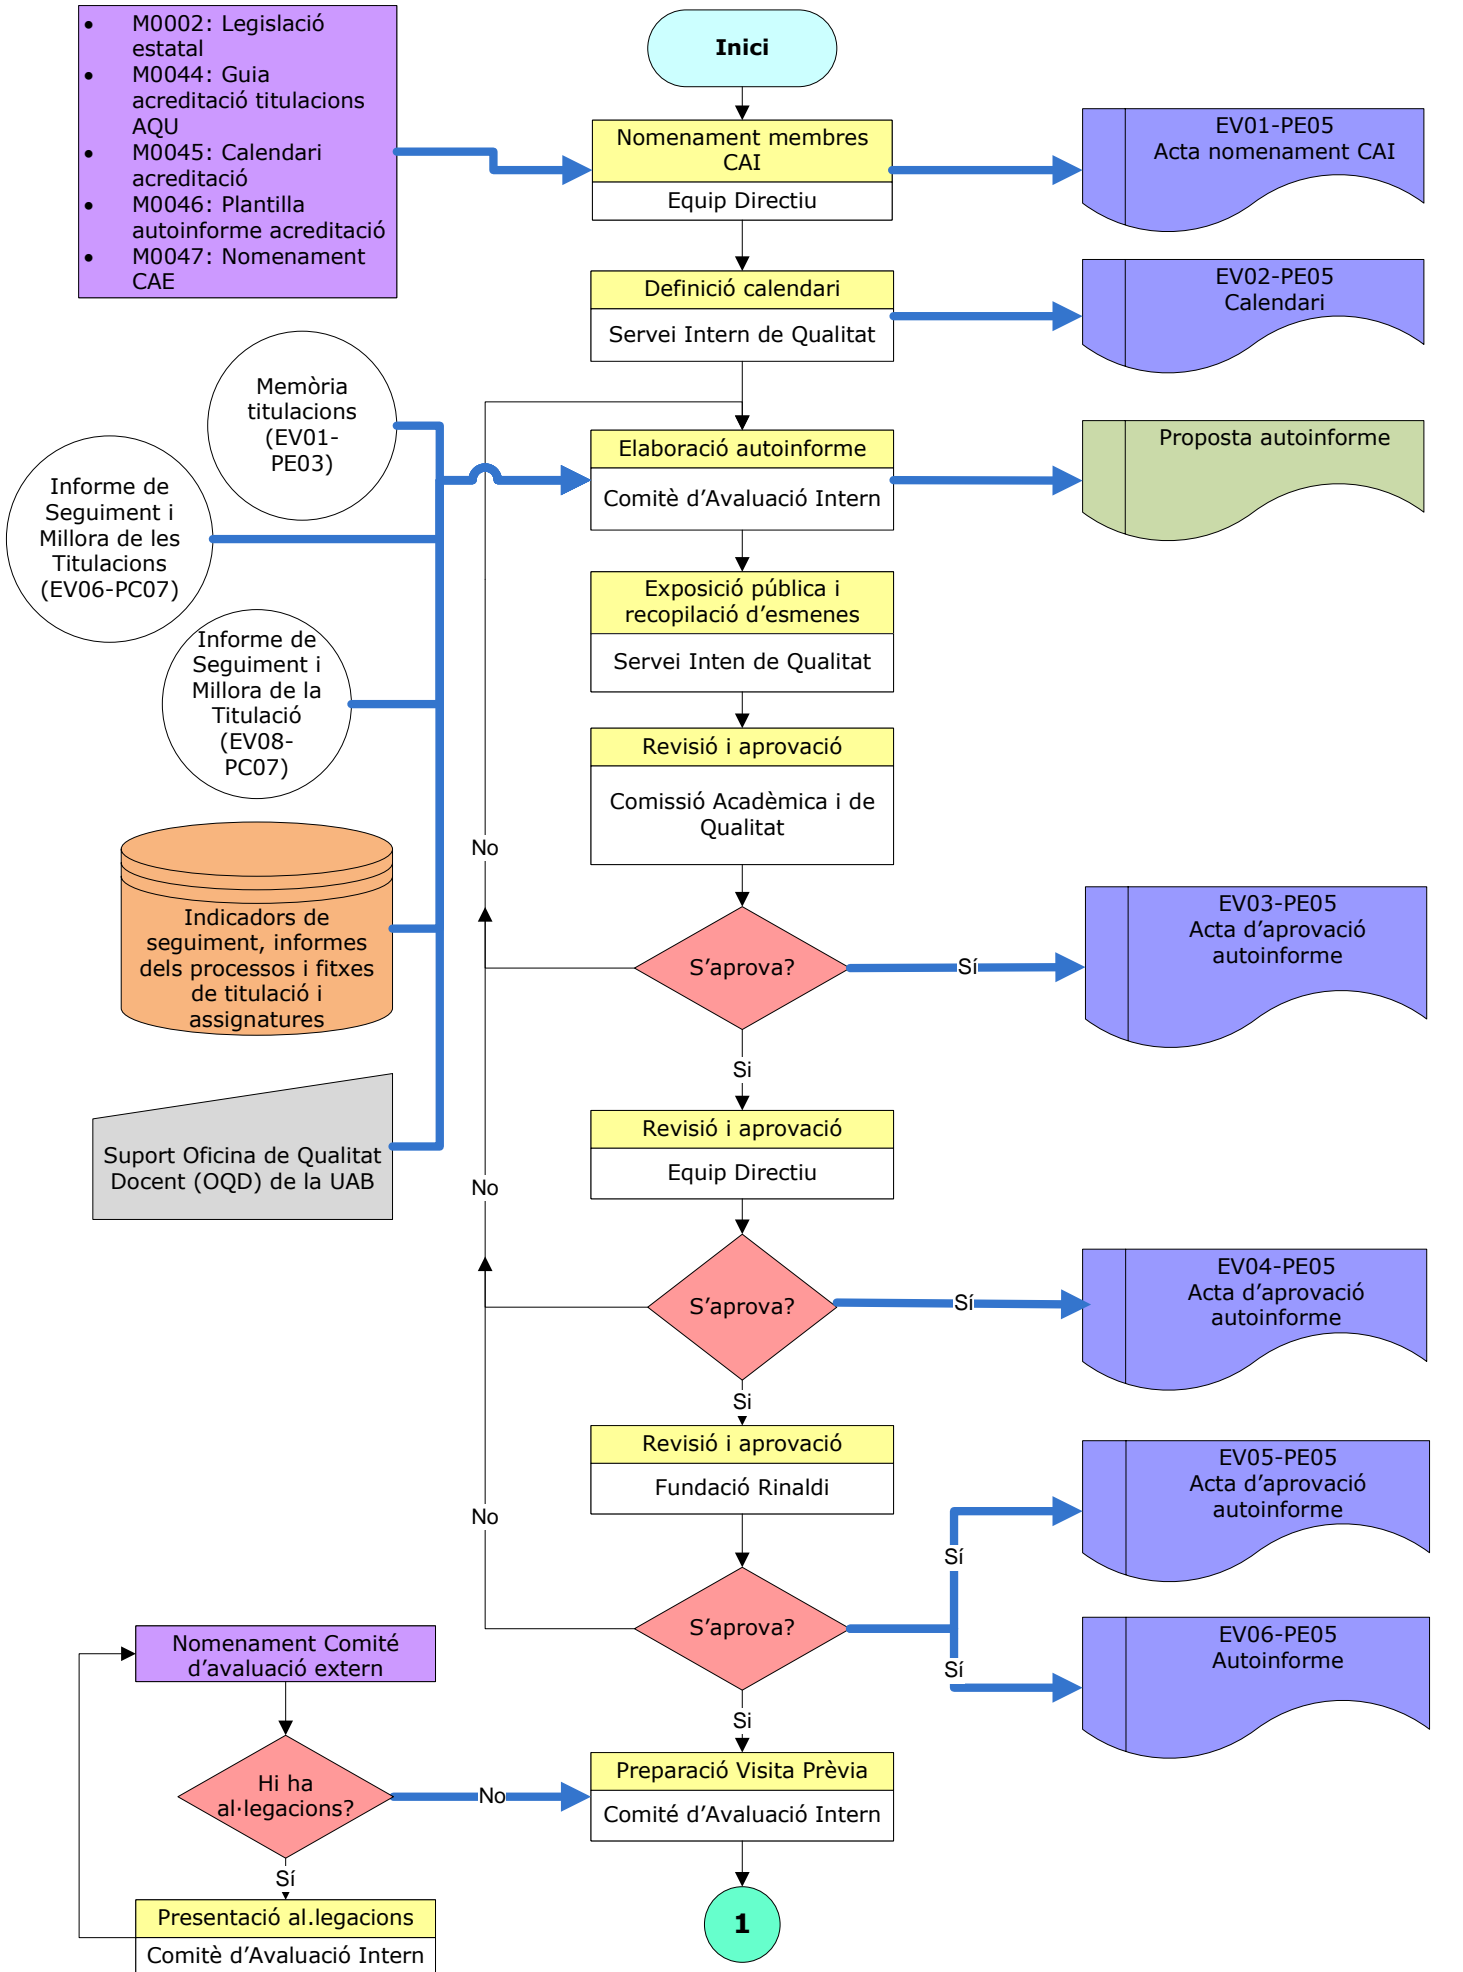 • M0002: Legislació
estatal
• M0044: Guia
acreditació titulacions
AQU
• M0045: Calendari
acreditació
• M0046: Plantilla
autoinforme acreditació
• M0047: Nomenament
CAE
Inici
Nomenament membres
CAI
Equip Directiu
EV01-PE05
Acta nomenament CAI
Definició calendari
Servei Intern de Qualitat
EV02-PE05
Calendari
Memòria
titulacions
(EV01-
PE03)
Informe de
Seguiment i
Millora de les
Titulacions
(EV06-PC07)
Informe de
Seguiment i
Millora de la
Titulació
(EV08-
PC07)
Indicadors de
seguiment, informes
dels processos i fitxes
de titulació i
assignatures
Suport Oficina de Qualitat
Docent (OQD) de la UAB
Elaboració autoinforme
Comitè d'Avaluació Intern
Proposta autoinforme
Exposició pública i
recopilació d'esmenes
Servei Inten de Qualitat
Revisió i aprovació
Comissió Acadèmica i de
Qualitat
No
S'aprova?
Sí
EV03-PE05
Acta d'aprovació
autoinforme
Si
Revisió i aprovació
Equip Directiu
No
S'aprova?
Sí
EV04-PE05
Acta d'aprovació
autoinforme
Si
Revisió i aprovació
Fundació Rinaldi
No
S'aprova?
Sí
EV05-PE05
Acta d'aprovació
autoinforme
Sí
EV06-PE05
Autoinforme
Si
Nomenament Comité
d'avaluació extern
Hi ha
al·legacions?
No
Preparació Visita Prèvia
Comité d'Avaluació Intern
Sí
Presentació al.legacions
Comitè d'Avaluació Intern
1